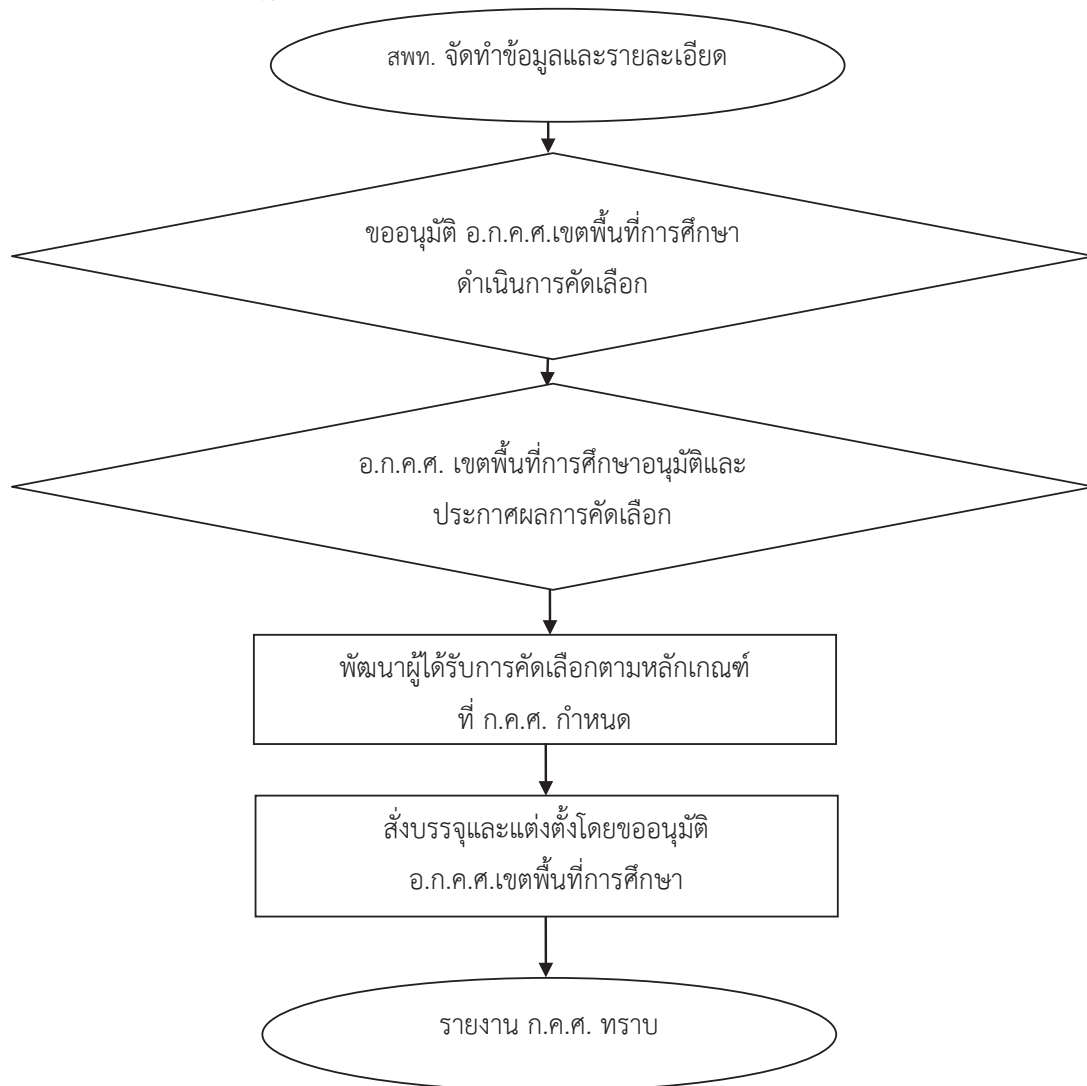 สพท. จัดทำข้อมูลและรายละเอียด
ขออนุมัติ อ.ก.ค.ศ.เขตพื้นที่การศึกษา
ดำเนินการคัดเลือก
อ.ก.ค.ศ. เขตพื้นที่การศึกษาอนุมัติและ
ประกาศผลการคัดเลือก
พัฒนาผู้ได้รับการคัดเลือกตามหลักเกณฑ์
ที่ ก.ค.ศ. กำหนด
สั่งบรรจุและแต่งตั้งโดยขออนุมัติ
อ.ก.ค.ศ.เขตพื้นที่การศึกษา
รายงาน ก.ค.ศ. ทราบ